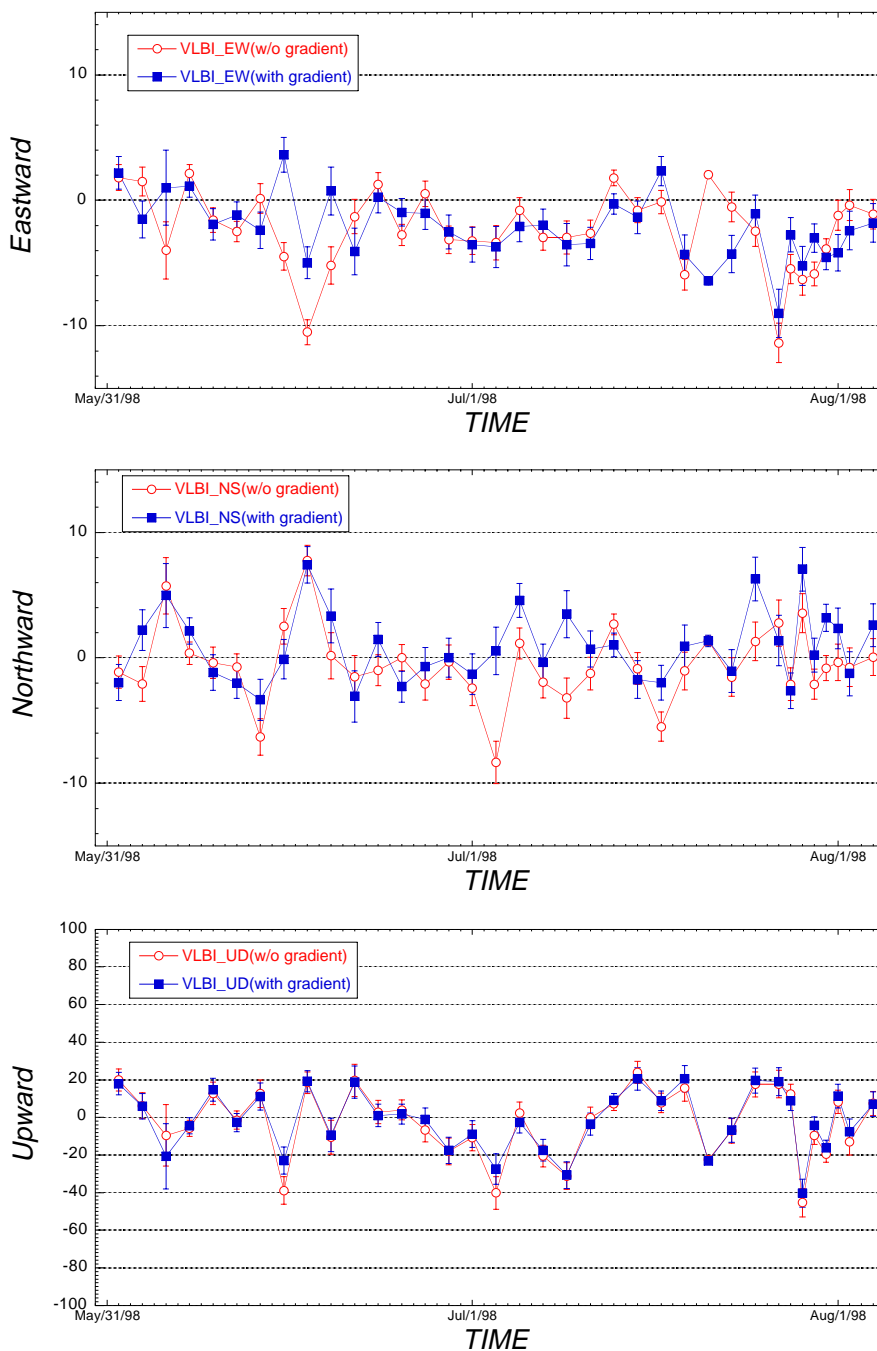 VLBI_EW(w/o gradient)
VLBI_EW(with gradient)
10
0
-10
Eastward
May/31/98
Jul/1/98
Aug/1/98
TIME
VLBI_NS(w/o gradient)
VLBI_NS(with gradient)
10
0
-10
Northward
May/31/98
Jul/1/98
Aug/1/98
TIME
VLBI_UD(w/o gradient)
VLBI_UD(with gradient)
100
80
60
40
20
0
-20
-40
-60
-80
-100
Upward
May/31/98
Jul/1/98
Aug/1/98
TIME